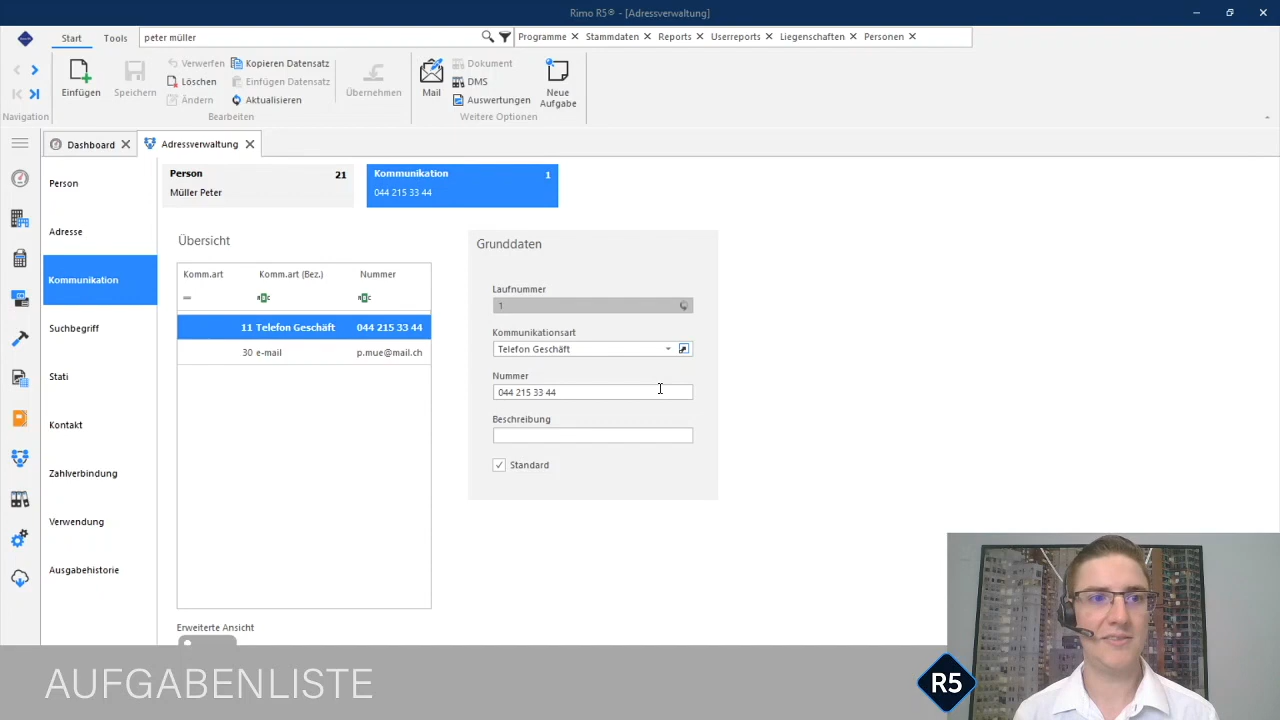 Rimo R5® - [Adressverwaltung]
Start Tools peter müller Programme Stammdaten Reports Userreports Liegenschaften Personen
Einfügen Speichern Verwerfen Löschen Ändern Kopieren Datensatz Einfügen Datensatz Aktualisieren Übernehmen Mail Dokument DMS Auswertungen Neue Aufgabe
Navigation Bearbeiten Weitere Optionen
Dashboard Adressverwaltung
Person
Adresse
Kommunikation
Suchbegriff
Stati
Kontakt
Zahlverbindung
Verwendung
Ausgabehistorie
Person 21
Müller Peter
Kommunikation 1
044 215 33 44
Übersicht
Komm.art Komm.art (Bez.) Nummer
11 Telefon Geschäft 044 215 33 44
30 e-mail p.mue@mail.ch
Erweiterte Ansicht
Grunddaten
Laufnummer
1
Kommunikationsart
Telefon Geschäft
Nummer
044 215 33 44
Beschreibung
Standard
AUFGABENLISTE
R5